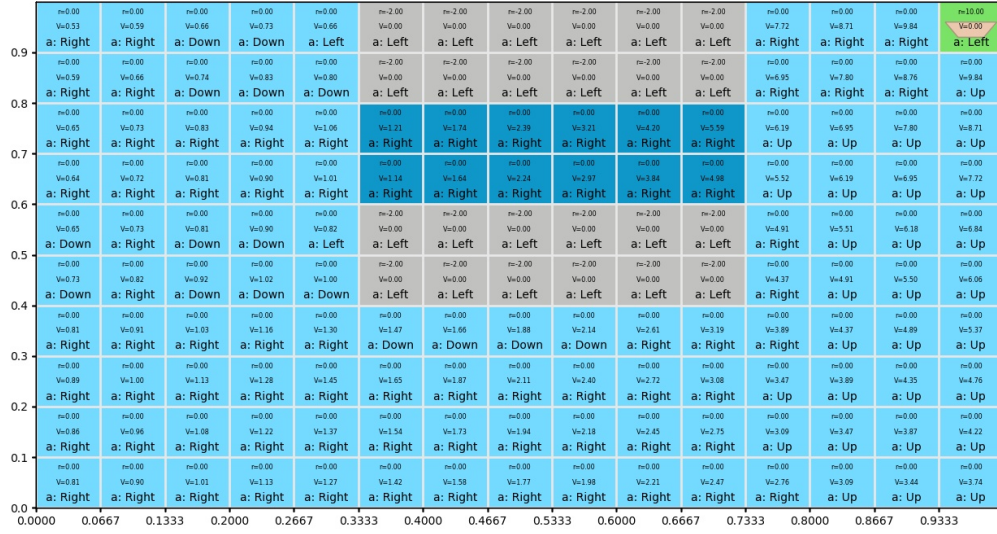 r=0.00 r=0.00 r=0.00 r=0.00 r=0.00 r=-2.00 r=-2.00 r=-2.00 r=-2.00 r=-2.00 r=-2.00 r=0.00 r=0.00 r=0.00 r=10.00
V=0.53 V=0.59 V=0.66 V=0.73 V=0.66 V=0.00 V=0.00 V=0.00 V=0.00 V=0.00 V=0.00 V=7.72 V=8.71 V=9.84 V=0.00
a: Right a: Right a: Down a: Down a: Left a: Left a: Left a: Left a: Left a: Left a: Left a: Right a: Right a: Right a: Left
0.9
r=0.00 r=0.00 r=0.00 r=0.00 r=0.00 r=-2.00 r=-2.00 r=-2.00 r=-2.00 r=-2.00 r=-2.00 r=0.00 r=0.00 r=0.00 r=0.00
V=0.59 V=0.66 V=0.74 V=0.83 V=0.80 V=0.00 V=0.00 V=0.00 V=0.00 V=0.00 V=0.00 V=6.95 V=7.80 V=8.76 V=9.84
a: Right a: Right a: Down a: Down a: Down a: Left a: Left a: Left a: Left a: Left a: Left a: Right a: Right a: Right a: Up
0.8
r=0.00 r=0.00 r=0.00 r=0.00 r=0.00 r=0.00 r=0.00 r=0.00 r=0.00 r=0.00 r=0.00 r=0.00 r=0.00 r=0.00 r=0.00
V=0.65 V=0.73 V=0.83 V=0.94 V=1.06 V=1.21 V=1.74 V=2.39 V=3.21 V=4.20 V=5.59 V=6.19 V=6.95 V=7.80 V=8.71
a: Right a: Right a: Right a: Right a: Right a: Right a: Right a: Right a: Right a: Right a: Right a: Up a: Up a: Up a: Up
0.7
r=0.00 r=0.00 r=0.00 r=0.00 r=0.00 r=0.00 r=0.00 r=0.00 r=0.00 r=0.00 r=0.00 r=0.00 r=0.00 r=0.00 r=0.00
V=0.64 V=0.72 V=0.81 V=0.90 V=1.01 V=1.14 V=1.64 V=2.24 V=2.97 V=3.84 V=4.98 V=5.52 V=6.19 V=6.95 V=7.72
a: Right a: Right a: Right a: Right a: Right a: Right a: Right a: Right a: Right a: Right a: Right a: Up a: Up a: Up a: Up
0.6
r=0.00 r=0.00 r=0.00 r=0.00 r=0.00 r=-2.00 r=-2.00 r=-2.00 r=-2.00 r=-2.00 r=-2.00 r=0.00 r=0.00 r=0.00 r=0.00
V=0.65 V=0.73 V=0.81 V=0.90 V=0.82 V=0.00 V=0.00 V=0.00 V=0.00 V=0.00 V=0.00 V=4.91 V=5.51 V=6.18 V=6.84
a: Down a: Right a: Down a: Right a: Left a: Left a: Left a: Left a: Left a: Left a: Left a: Right a: Up a: Up a: Up
0.5
r=0.00 r=0.00 r=0.00 r=0.00 r=0.00 r=-2.00 r=-2.00 r=-2.00 r=-2.00 r=-2.00 r=-2.00 r=0.00 r=0.00 r=0.00 r=0.00
V=0.73 V=0.82 V=0.92 V=1.02 V=1.00 V=0.00 V=0.00 V=0.00 V=0.00 V=0.00 V=0.00 V=4.37 V=4.91 V=5.50 V=6.06
a: Down a: Right a: Down a: Down a: Down a: Left a: Left a: Left a: Left a: Left a: Left a: Right a: Up a: Up a: Up
0.4
r=0.00 r=0.00 r=0.00 r=0.00 r=0.00 r=0.00 r=0.00 r=0.00 r=0.00 r=0.00 r=0.00 r=0.00 r=0.00 r=0.00 r=0.00
V=0.81 V=0.91 V=1.03 V=1.16 V=1.30 V=1.47 V=1.66 V=1.88 V=2.14 V=2.61 V=3.19 V=3.89 V=4.37 V=4.89 V=5.37
a: Right a: Right a: Right a: Right a: Right a: Down a: Down a: Down a: Down a: Right a: Right a: Right a: Up a: Up a: Up
0.3
r=0.00 r=0.00 r=0.00 r=0.00 r=0.00 r=0.00 r=0.00 r=0.00 r=0.00 r=0.00 r=0.00 r=0.00 r=0.00 r=0.00 r=0.00
V=0.89 V=1.00 V=1.13 V=1.28 V=1.45 V=1.65 V=1.87 V=2.11 V=2.40 V=2.72 V=3.08 V=3.47 V=3.89 V=4.35 V=4.76
a: Right a: Right a: Right a: Right a: Right a: Right a: Right a: Right a: Right a: Right a: Right a: Up a: Up a: Up a: Up
0.2
r=0.00 r=0.00 r=0.00 r=0.00 r=0.00 r=0.00 r=0.00 r=0.00 r=0.00 r=0.00 r=0.00 r=0.00 r=0.00 r=0.00 r=0.00
V=0.86 V=0.96 V=1.08 V=1.22 V=1.37 V=1.54 V=1.73 V=1.94 V=2.18 V=2.45 V=2.75 V=3.09 V=3.47 V=3.87 V=4.22
a: Right a: Right a: Right a: Right a: Right a: Right a: Right a: Right a: Right a: Right a: Right a: Up a: Up a: Up a: Up
0.1
r=0.00 r=0.00 r=0.00 r=0.00 r=0.00 r=0.00 r=0.00 r=0.00 r=0.00 r=0.00 r=0.00 r=0.00 r=0.00 r=0.00 r=0.00
V=0.81 V=0.90 V=1.01 V=1.13 V=1.27 V=1.42 V=1.58 V=1.77 V=1.98 V=2.21 V=2.47 V=2.76 V=3.09 V=3.44 V=3.74
a: Right a: Right a: Right a: Right a: Right a: Right a: Right a: Right a: Right a: Right a: Right a: Right a: Up a: Up a: Up
0.0
0.0000 0.0667 0.1333 0.2000 0.2667 0.3333 0.4000 0.4667 0.5333 0.6000 0.6667 0.7333 0.8000 0.8667 0.9333